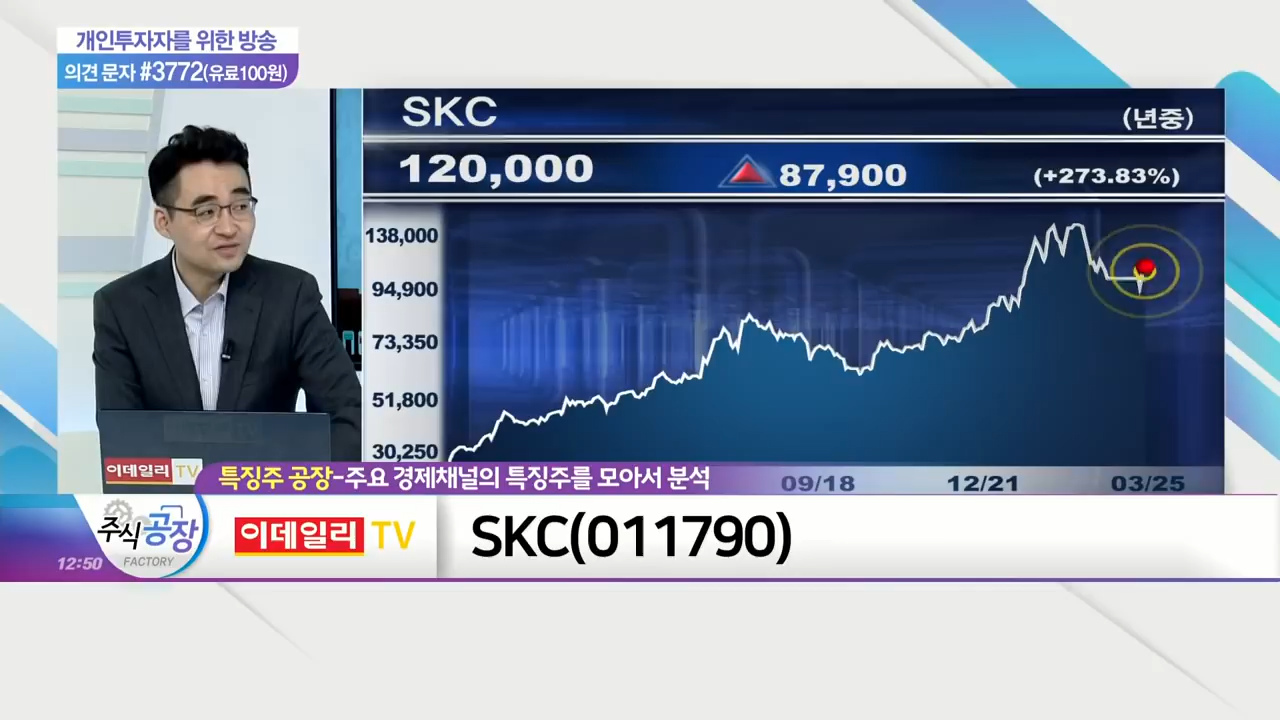 개인투자자를 위한 방송
의견 문자 #3772(유료100원)
SKC
(년중)
120,000
87,900
(+273.83%)
138,000
94,900
73,350
51,800
30,250
09/18
12/21
03/25
이데일리 TV
특징주 공장-주요 경제채널의 특징주를 모아서 분석
주식공장
FACTORY
12:50
이데일리 TV
SKC(011790)